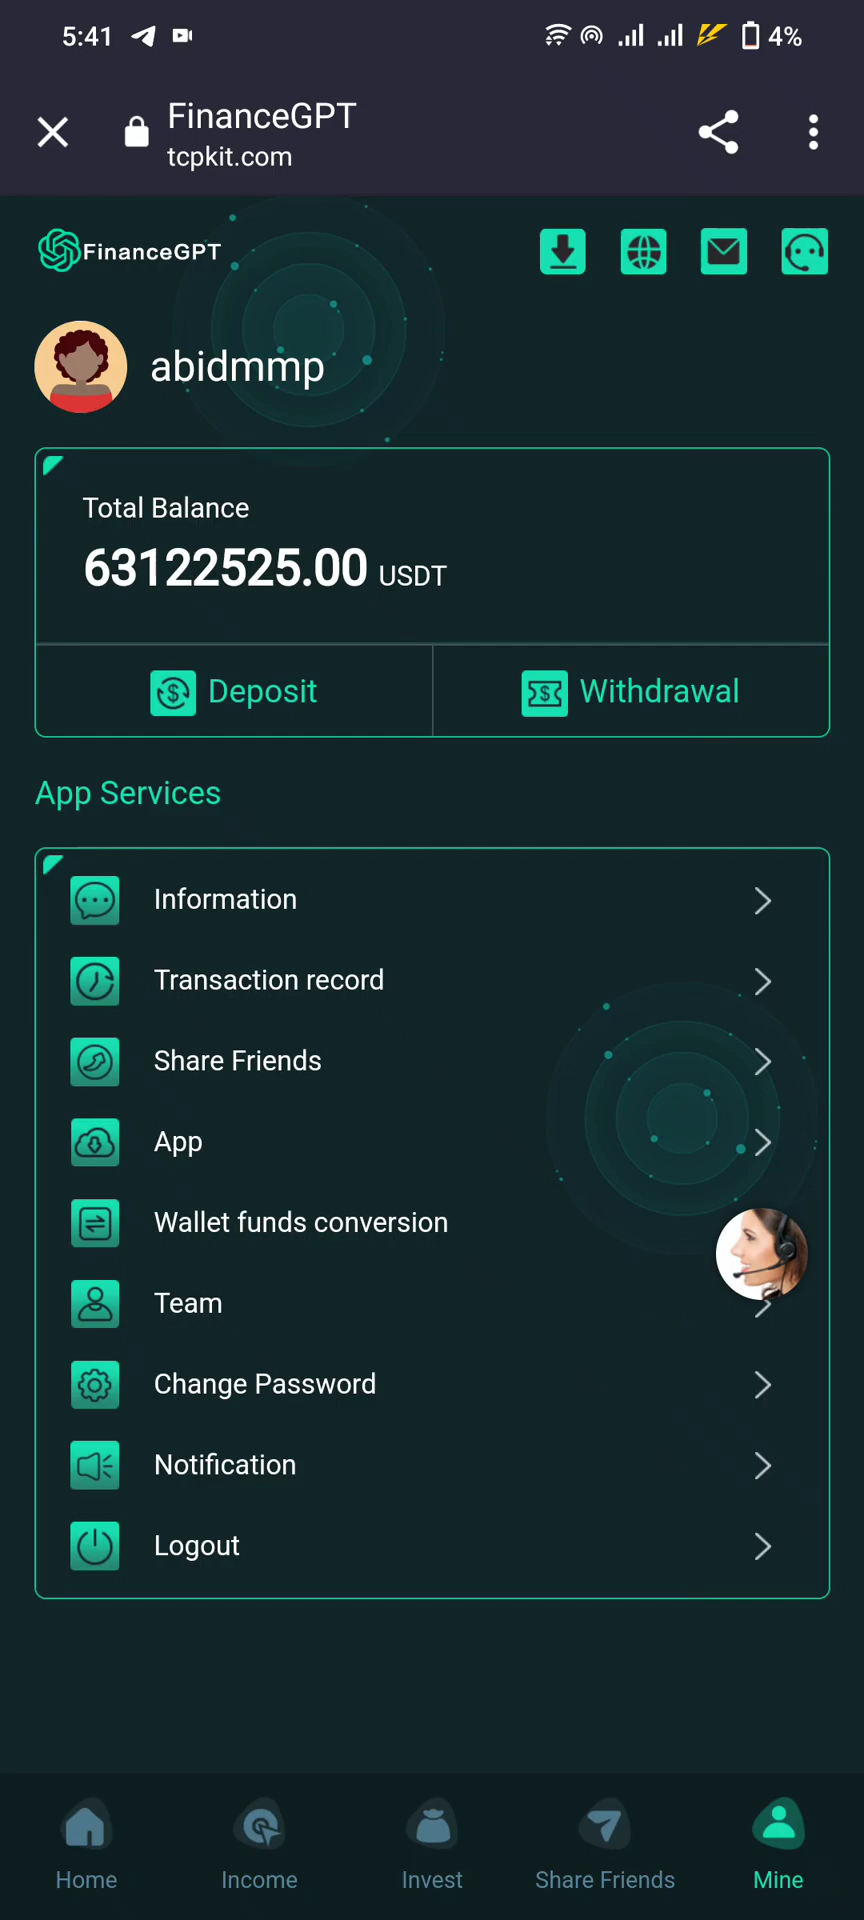 5:41
4%
FinanceGPT
tcpkit.com
FinanceGPT
abidmmp
Total Balance
63122525.00 USDT
Deposit
Withdrawal
App Services
Information
Transaction record
Share Friends
App
Wallet funds conversion
Team
Change Password
Notification
Logout
Home
Income
Invest
Share Friends
Mine